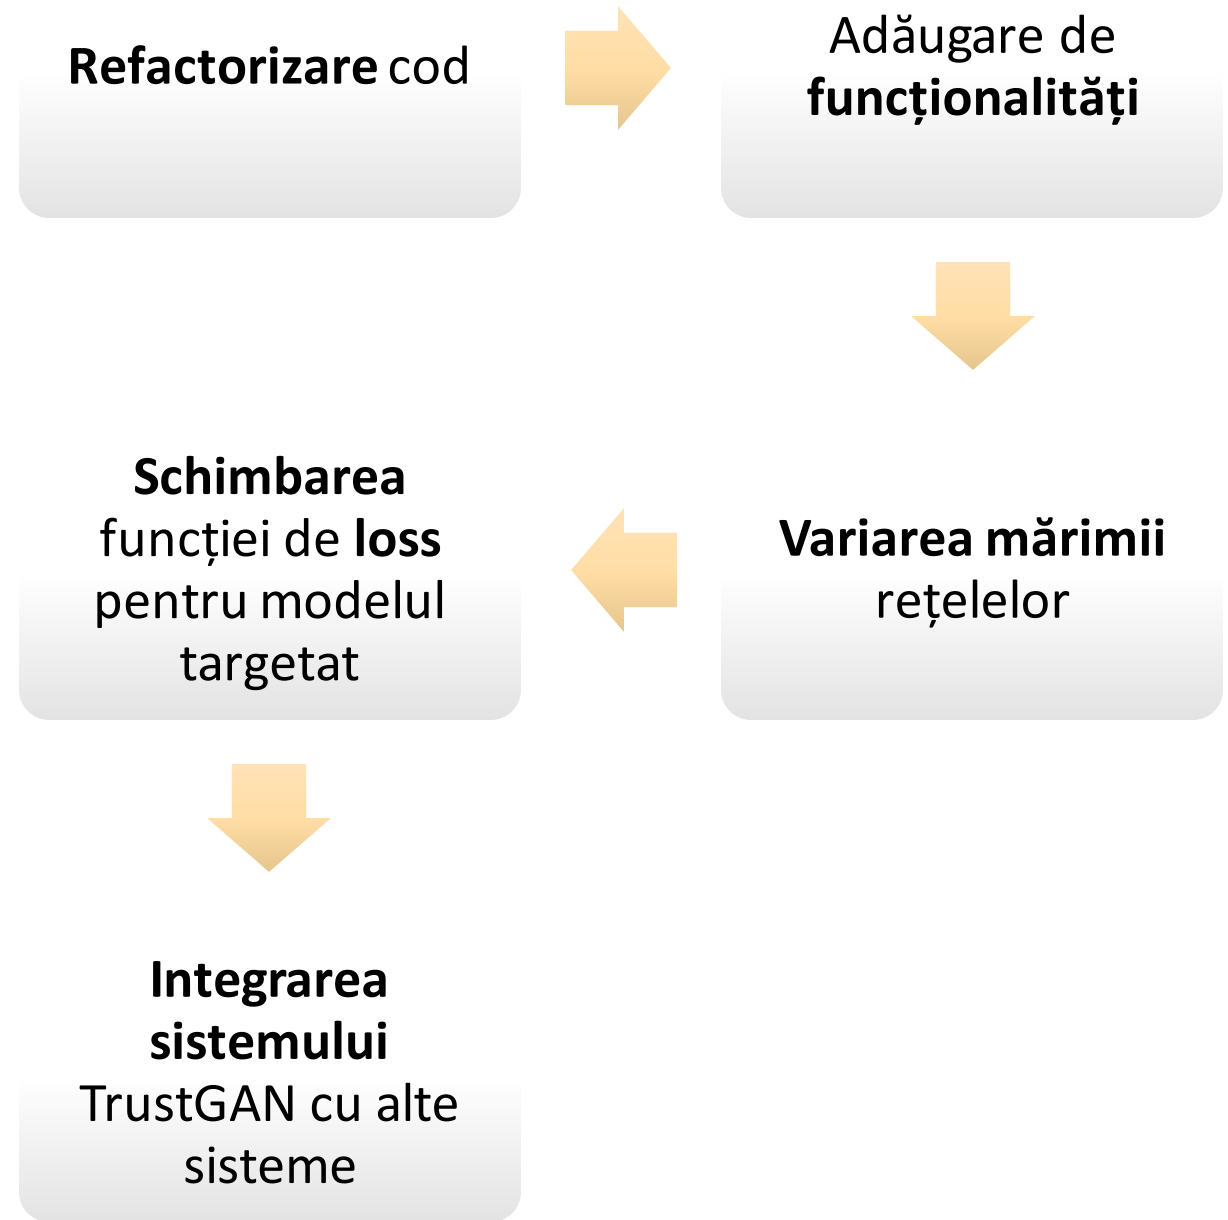 Refactorizare cod
Adăugare de
funcționalități
Variarea mărimii
rețelelor
Schimbarea
funcției de loss
pentru modelul
targetat
Integrarea
sistemului
TrustGAN cu alte
sisteme